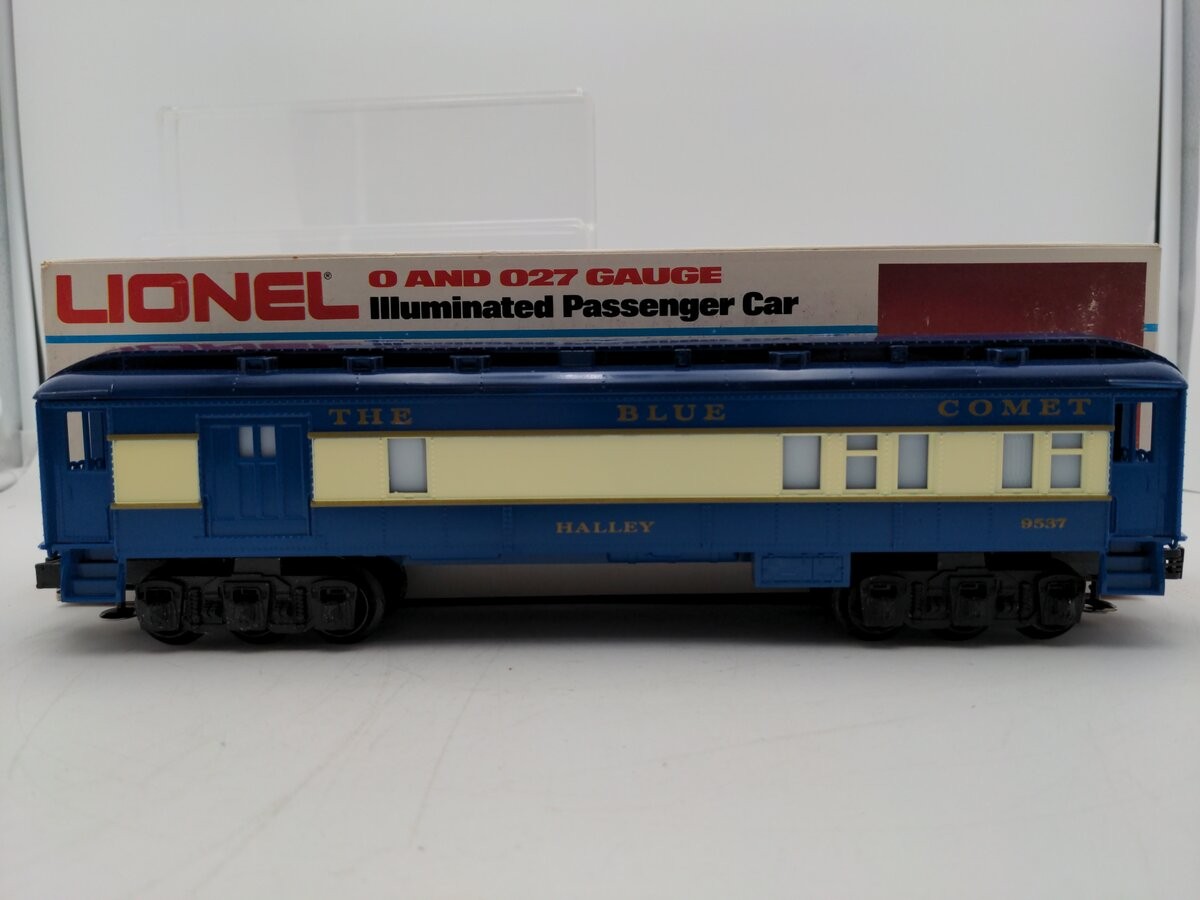 LIONEL®
O AND O27 GAUGE
Illuminated Passenger Car
THE BLUE COMET
HALLEY 9537